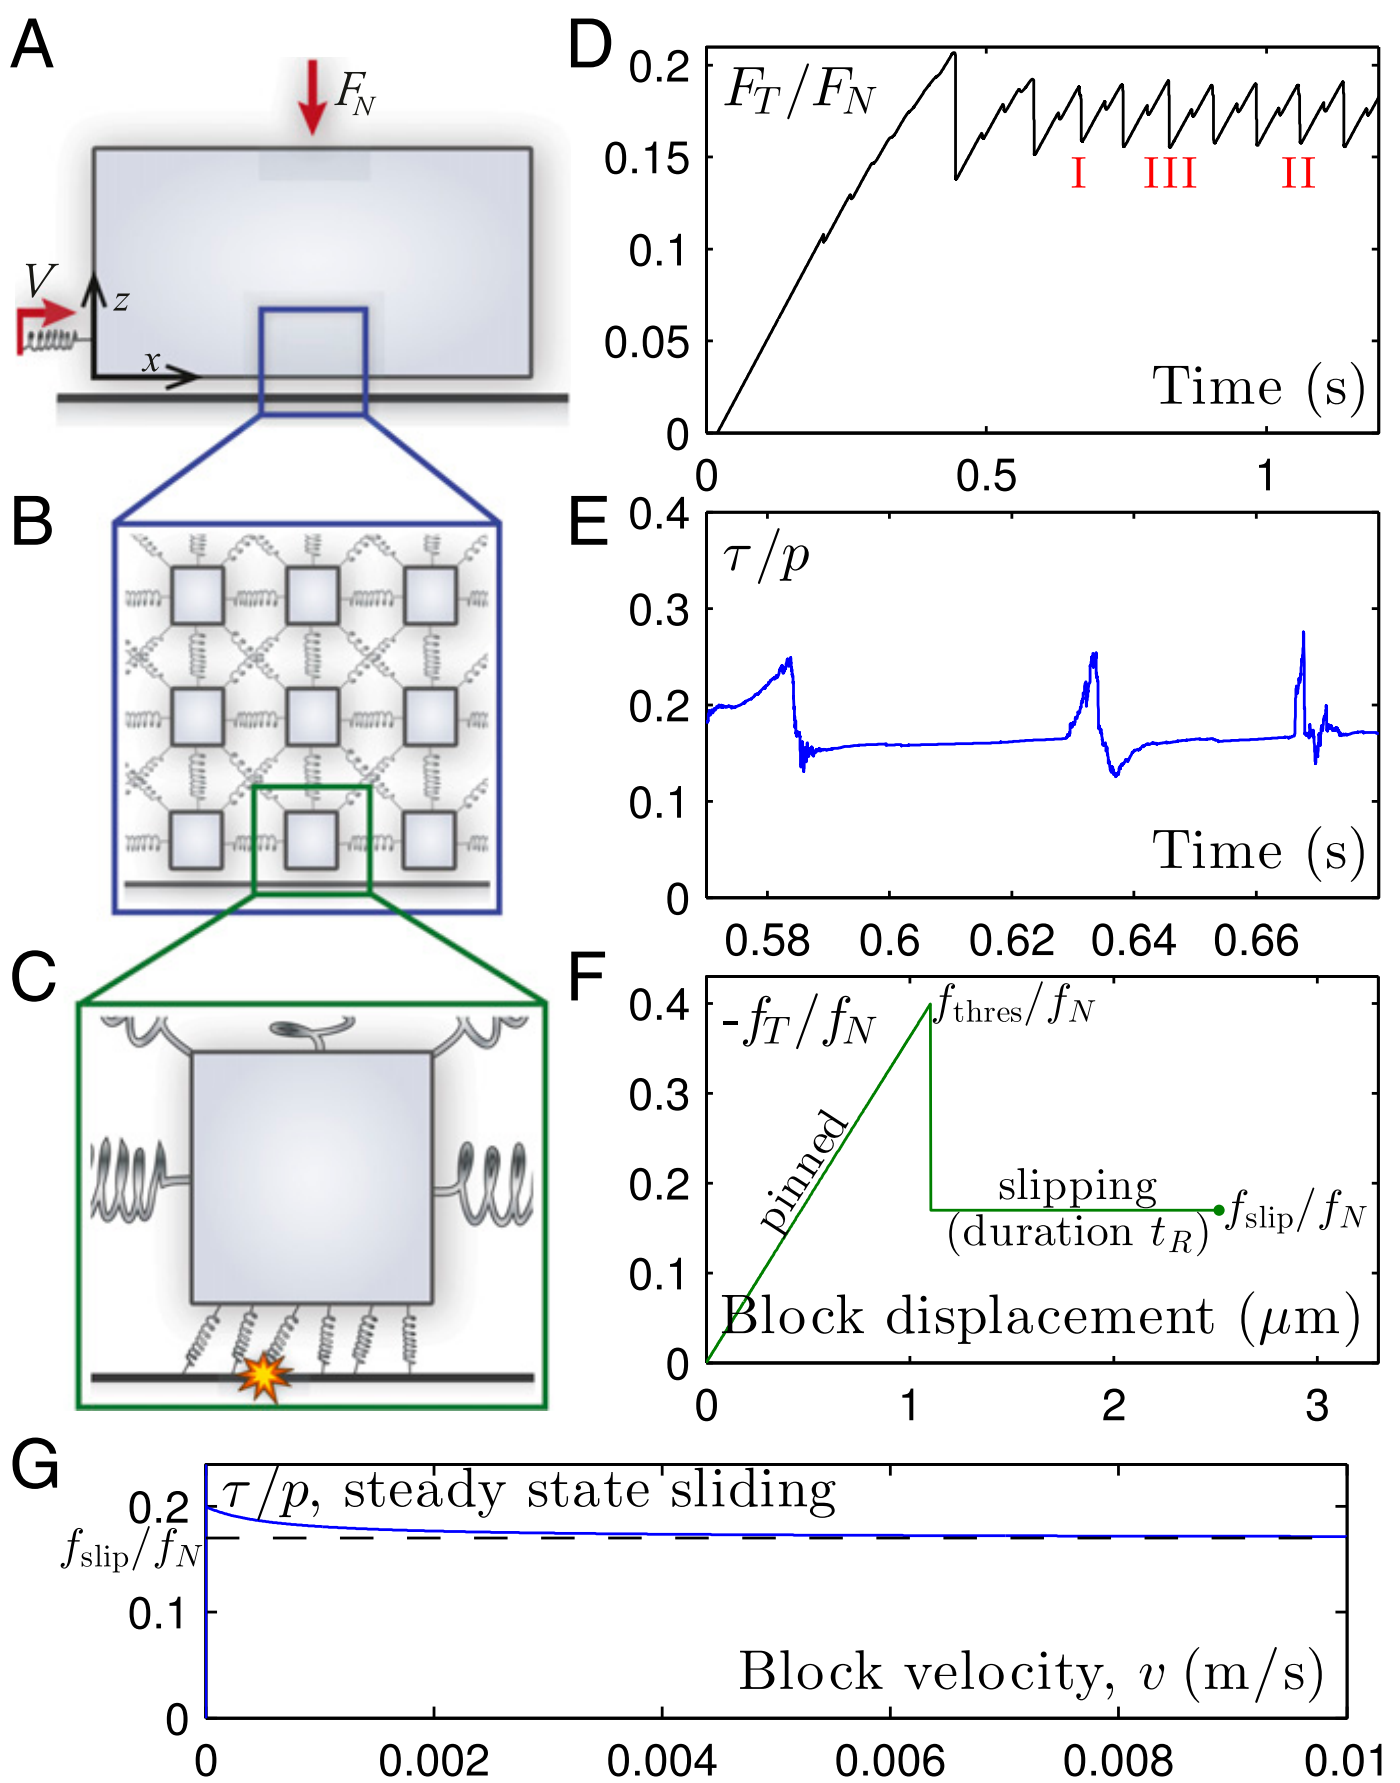 A
F_N
V
z
x
B
C
D
F_T/F_N
0.2
0.15
0.1
0.05
0
I
III
II
Time (s)
0
0.5
1
E
τ/p
0.4
0.3
0.2
0.1
0
Time (s)
0.58
0.6
0.62
0.64
0.66
F
-f_T/f_N
f_thres/f_N
0.4
0.3
0.2
0.1
0
pinned
slipping
(duration t_R)
f_slip/f_N
Block displacement (μm)
0
1
2
3
G
τ/p, steady state sliding
0.2
f_slip/f_N
0.1
0
Block velocity, v (m/s)
0
0.002
0.004
0.006
0.008
0.01